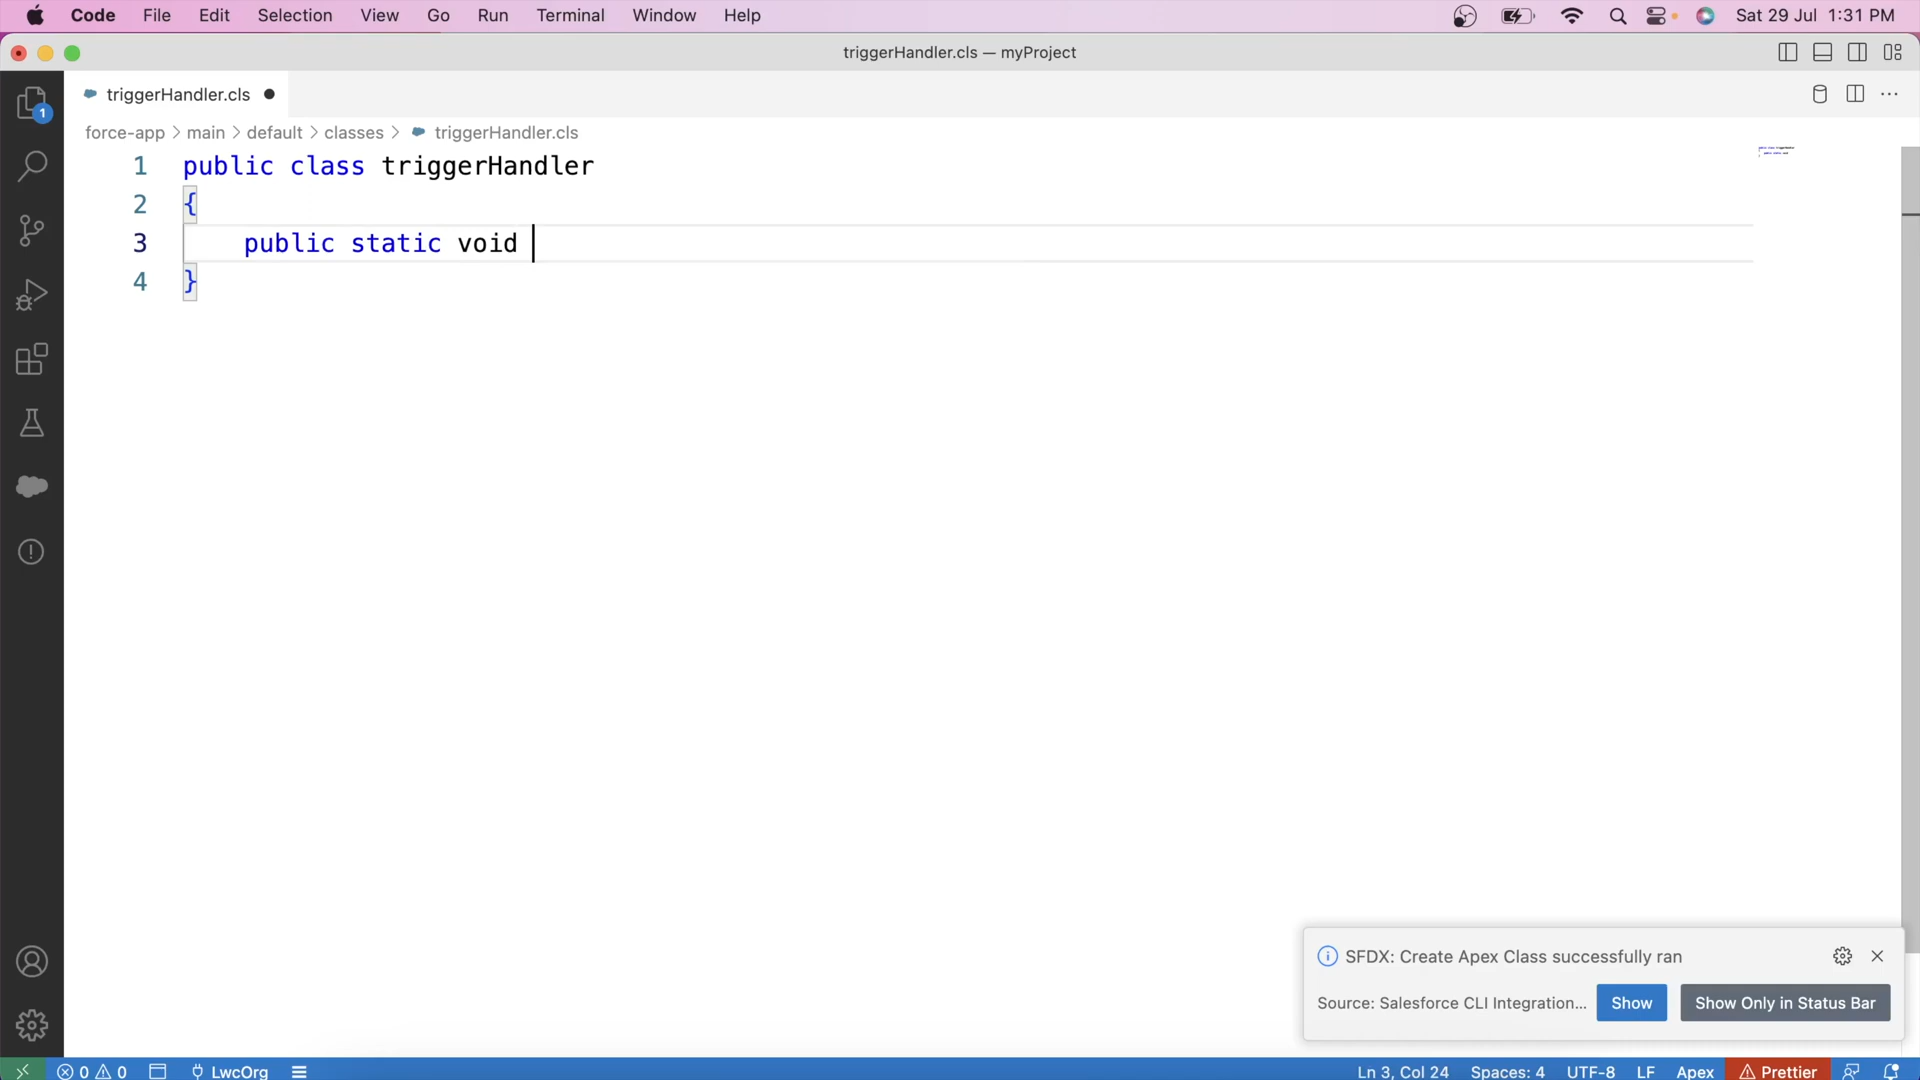 Code File Edit Selection View Go Run Terminal Window Help Sat 29 Jul 1:31 PM
triggerHandler.cls — myProject
triggerHandler.cls
force-app > main > default > classes > triggerHandler.cls
1 public class triggerHandler
2 {
3 public static void
4 }
1
SFDX: Create Apex Class successfully ran
Source: Salesforce CLI Integration... Show Show Only in Status Bar
0 0 LwcOrg Ln 3, Col 24 Spaces: 4 UTF-8 LF Apex Prettier